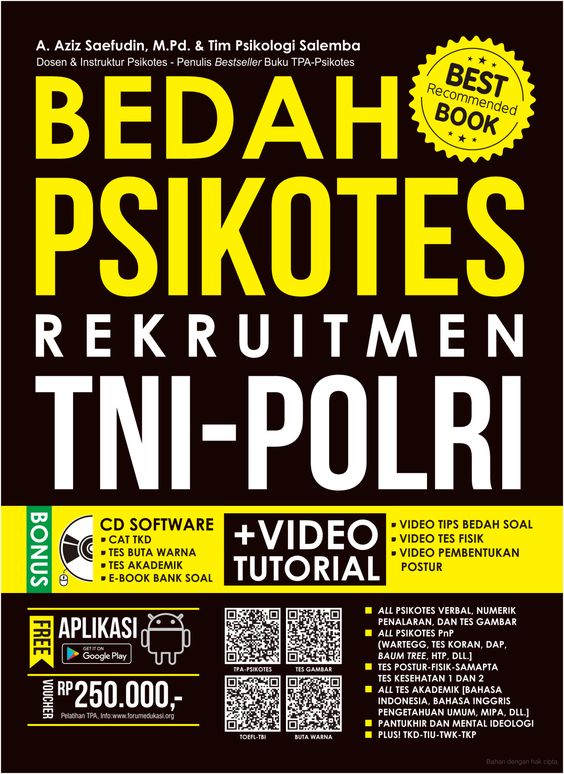 A. Aziz Saefudin, M.Pd. & Tim Psikologi Salemba
Dosen & Instruktur Psikotes - Penulis Bestseller Buku TPA-Psikotes
BEST
Recommended
BOOK
BEDAH
PSIKOTES
REKRUITMEN
TNI-POLRI
BONUS
CD SOFTWARE
▪ CAT TKD
▪ TES BUTA WARNA
▪ TES AKADEMIK
▪ E-BOOK BANK SOAL
+VIDEO
TUTORIAL
▪ VIDEO TIPS BEDAH SOAL
▪ VIDEO TES FISIK
▪ VIDEO PEMBENTUKAN
POSTUR
FREE
APLIKASI
GET IT ON
Google Play
VOUCHER
RP250.000,-
Pelatihan TPA, Info:www.forumedukasi.org
TPA-PSIKOTES
TES GAMBAR
TOEFL-TBI
BUTA WARNA
■ ALL PSIKOTES VERBAL, NUMERIK
PENALARAN, DAN TES GAMBAR
■ ALL PSIKOTES PnP
(WARTEGG, TES KORAN, DAP,
BAUM TREE, HTP, DLL.]
■ TES POSTUR-FISIK-SAMAPTA
TES KESEHATAN 1 DAN 2
■ ALL TES AKADEMIK [BAHASA
INDONESIA, BAHASA INGGRIS
PENGETAHUAN UMUM, MIPA, DLL.]
■ PANTUKHIR DAN MENTAL IDEOLOGI
■ PLUS! TKD-TIU-TWK-TKP
Bahan dengan hak cipta